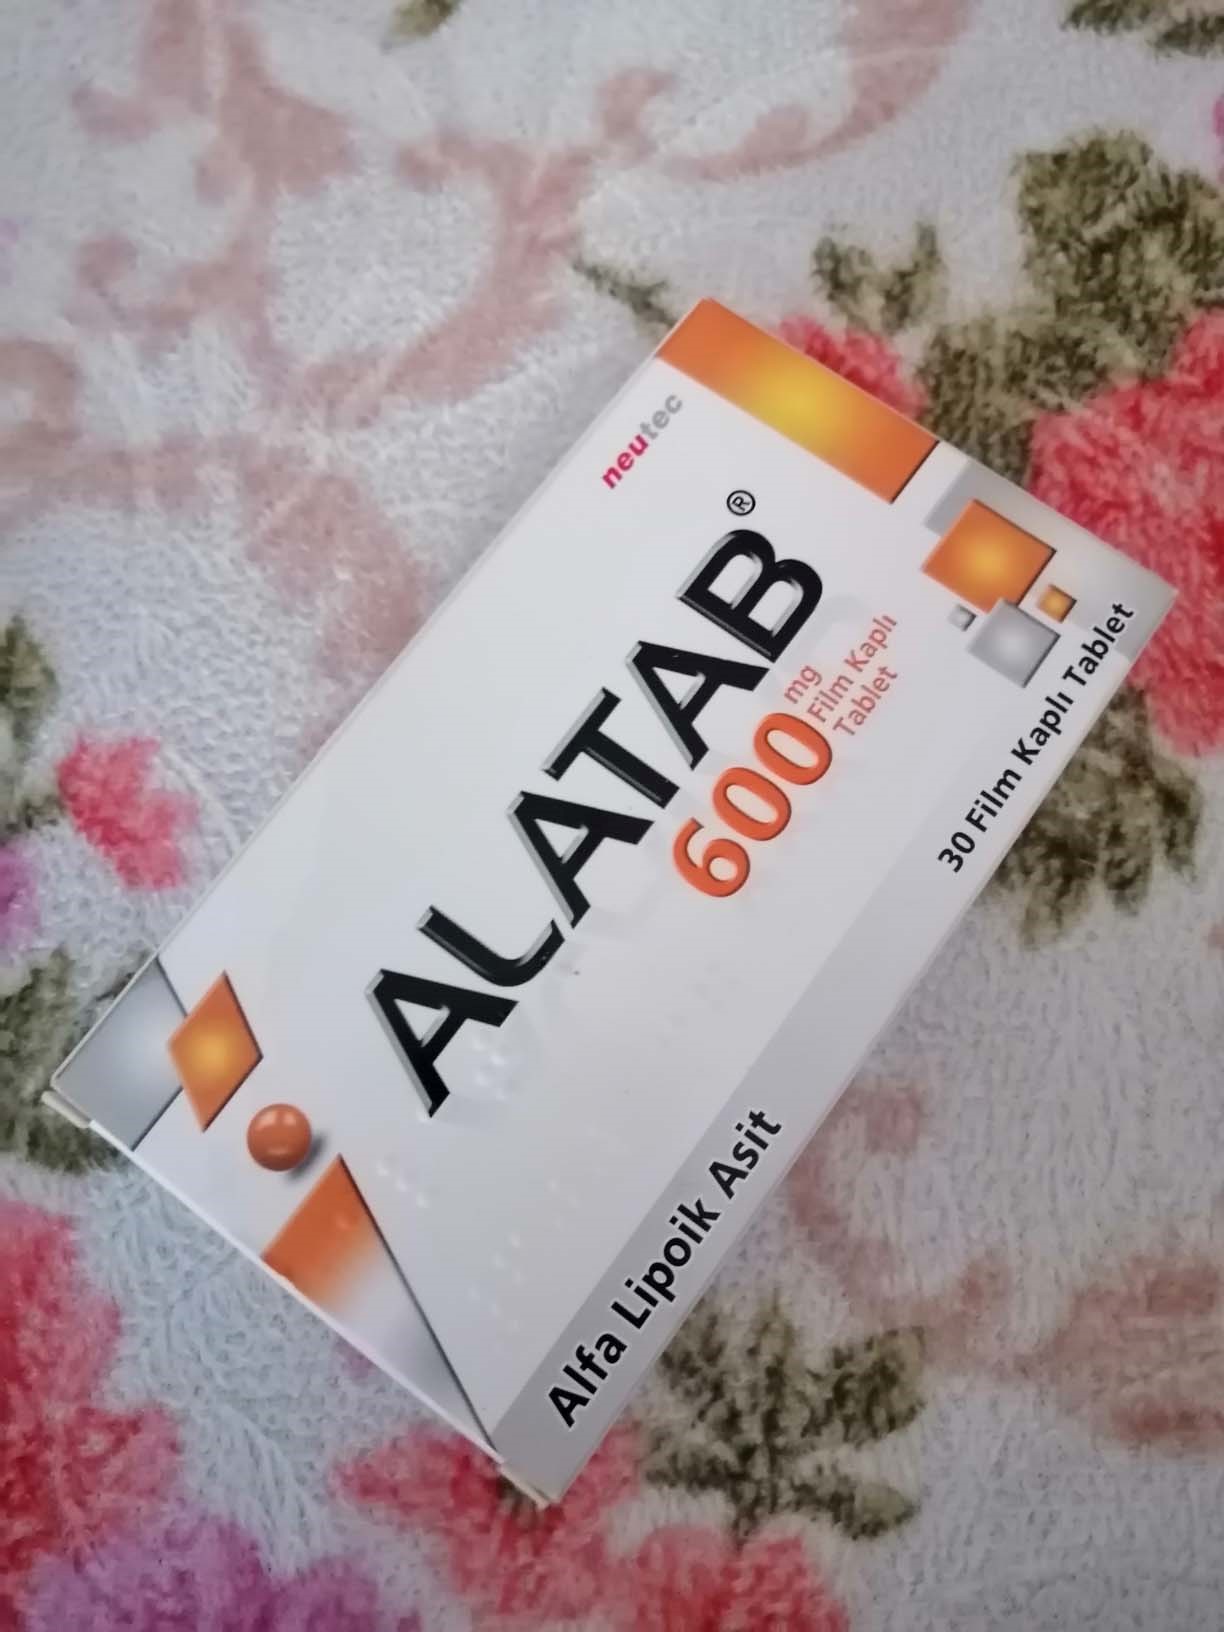 neutec
ALATAB®
600 mg
Film Kaplı
Tablet
30 Film Kaplı Tablet
Alfa Lipoik Asit